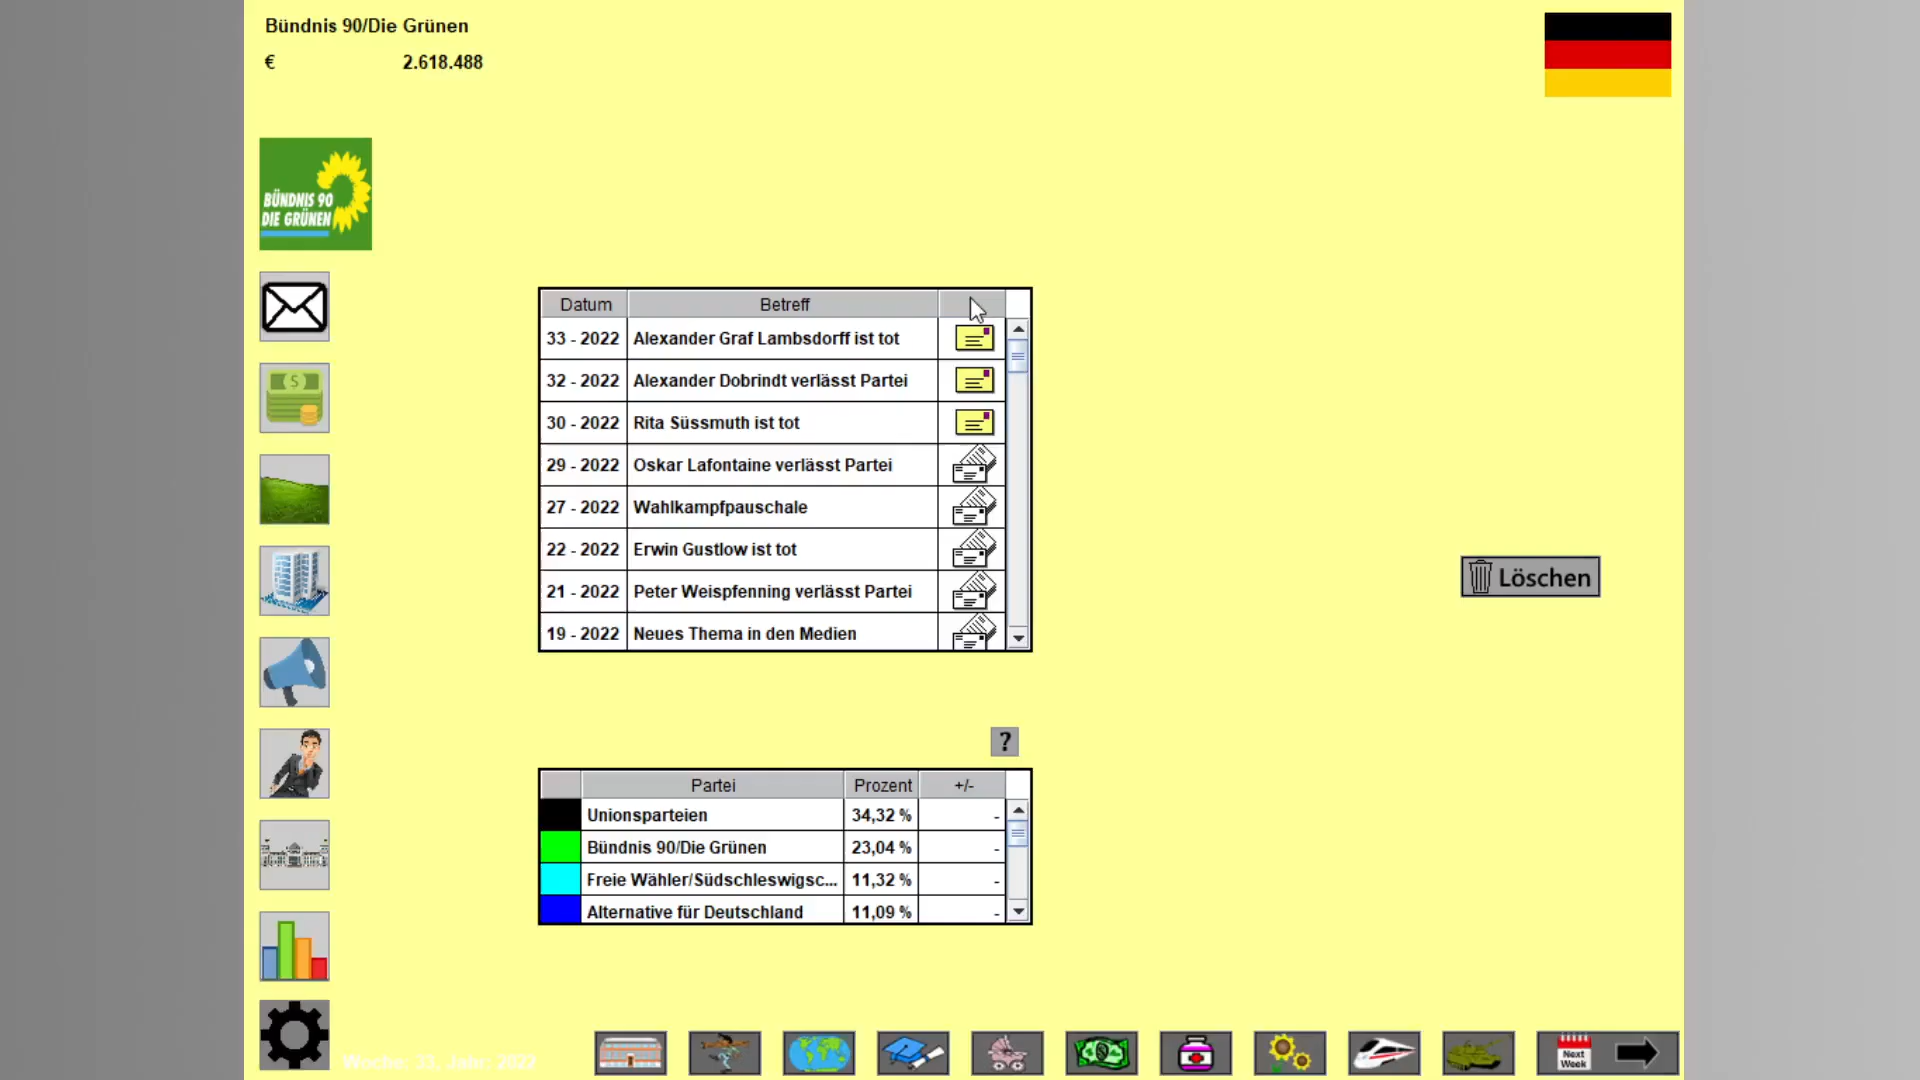 Bündnis 90/Die Grünen
€ 2.618.488
BÜNDNIS 90
DIE GRÜNEN
Datum Betreff
33 - 2022 Alexander Graf Lambsdorff ist tot
32 - 2022 Alexander Dobrindt verlässt Partei
30 - 2022 Rita Süssmuth ist tot
29 - 2022 Oskar Lafontaine verlässt Partei
27 - 2022 Wahlkampfpauschale
22 - 2022 Erwin Gustlow ist tot
21 - 2022 Peter Weispfenning verlässt Partei
19 - 2022 Neues Thema in den Medien
Löschen
?
Partei Prozent +/-
Unionsparteien 34,32 % -
Bündnis 90/Die Grünen 23,04 % -
Freie Wähler/Südschleswigsc... 11,32 % -
Alternative für Deutschland 11,09 % -
Woche: 33, Jahr: 2022
Next
Week